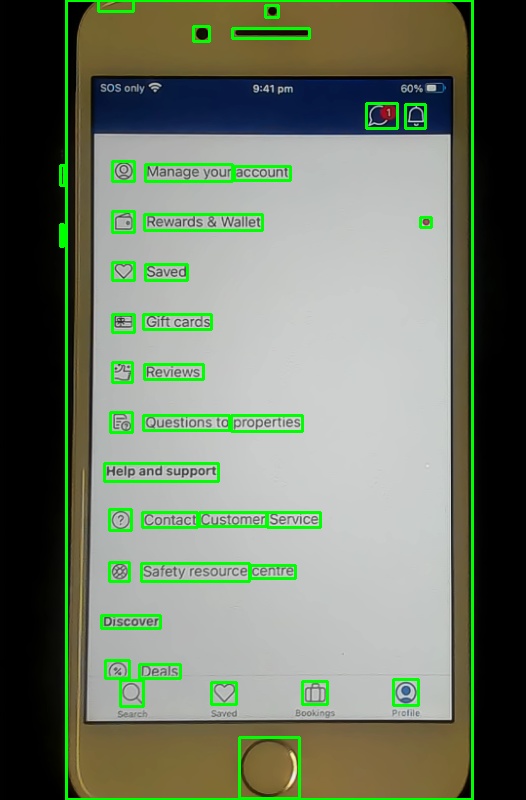 SOS only 9:41 pm 60%
1
Manage your account
Rewards & Wallet
Saved
Gift cards
Reviews
Questions to properties
Help and support
Contact Customer Service
Safety resource centre
Discover
Deals
Search Saved Bookings Profile